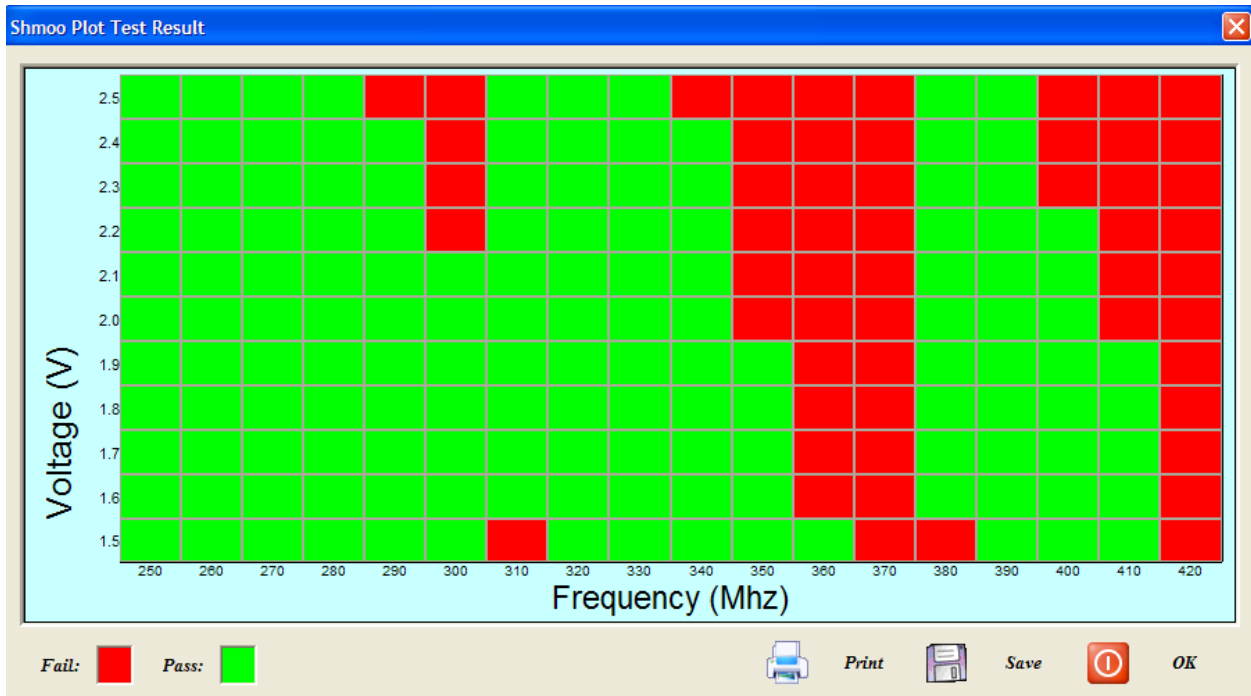 Shmoo Plot Test Result
2.5
2.4
2.3
2.2
2.1
2.0
1.9
1.8
1.7
1.6
1.5
Voltage (V)
250 260 270 280 290 300 310 320 330 340 350 360 370 380 390 400 410 420
Frequency (Mhz)
Fail: Pass: Print Save OK